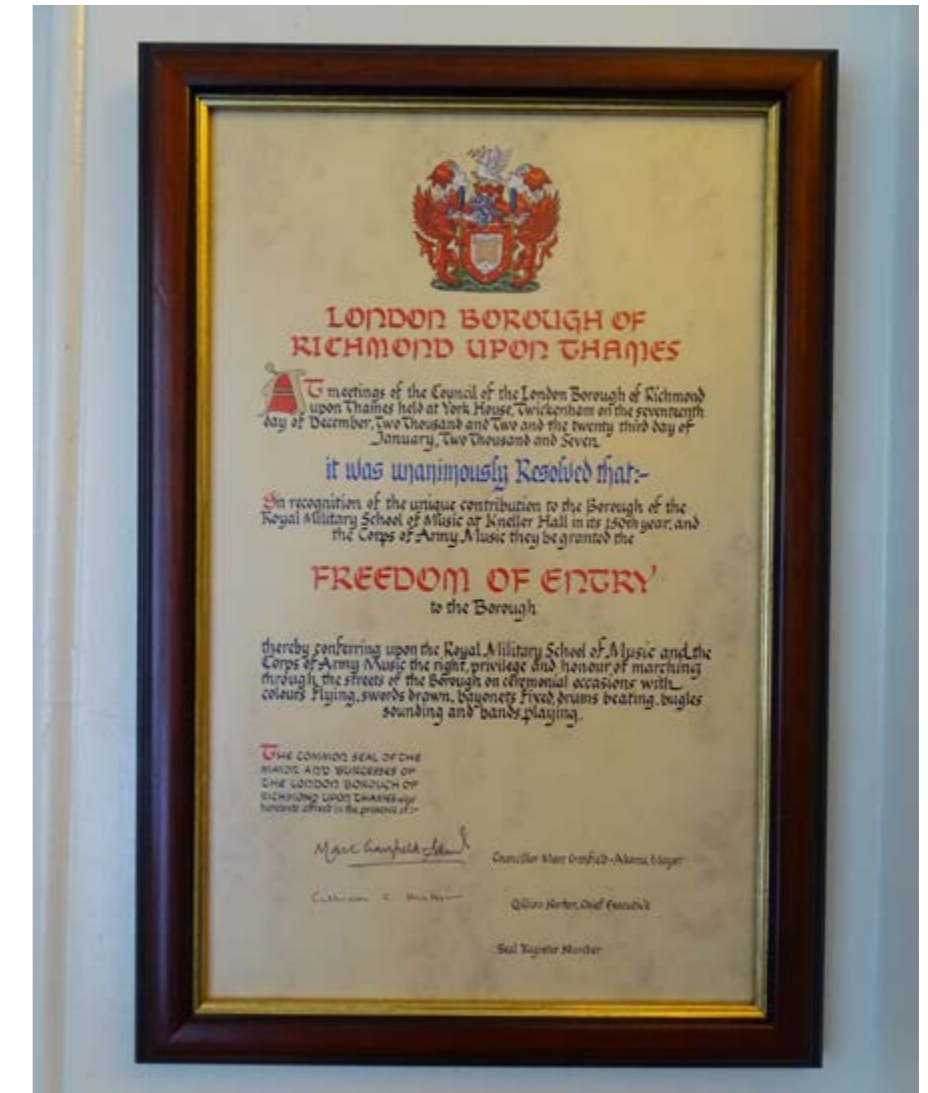 LONDON BOROUGH OF
RICHMOND UPON THAMES
At meetings of the Council of the London Borough of Richmond
upon Thames held at York House, Twickenham on the seventeenth
day of December, Two Thousand and Two and the twenty third day of
January, Two Thousand and Seven
it was unanimously Resolved that:-
In recognition of the unique contribution to the Borough of the
Royal Military School of Music at Kneller Hall in its 150th year, and
the Corps of Army Music they be granted the
FREEDOM OF ENTRY
to the Borough
thereby conferring upon the Royal Military School of Music and the
Corps of Army Music the right, privilege and honour of marching
through the streets of the Borough on ceremonial occasions with
colours flying, swords drawn, bayonets fixed, drums beating, bugles
sounding and bands playing.
THE COMMON SEAL OF THE
MAYOR AND BURGESSES OF
THE LONDON BOROUGH OF
RICHMOND UPON THAMES was
hereunto affixed in the presence of:-
Marc
Councillor Marc Cranfield-Adams, Mayor
Gillian Norton, Chief Executive
Seal Register Number